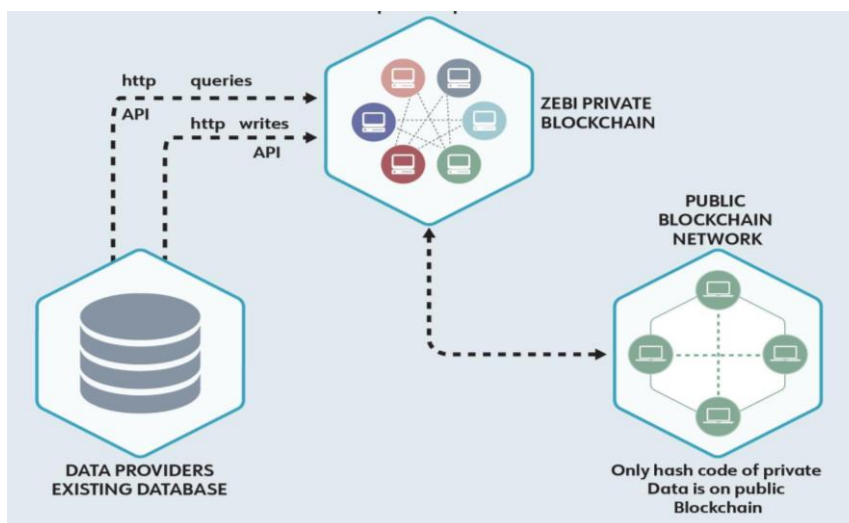 http queries
API
http writes
API
ZEBI PRIVATE
BLOCKCHAIN
PUBLIC
BLOCKCHAIN
NETWORK
DATA PROVIDERS
EXISTING DATABASE
Only hash code of private
Data is on public
Blockchain